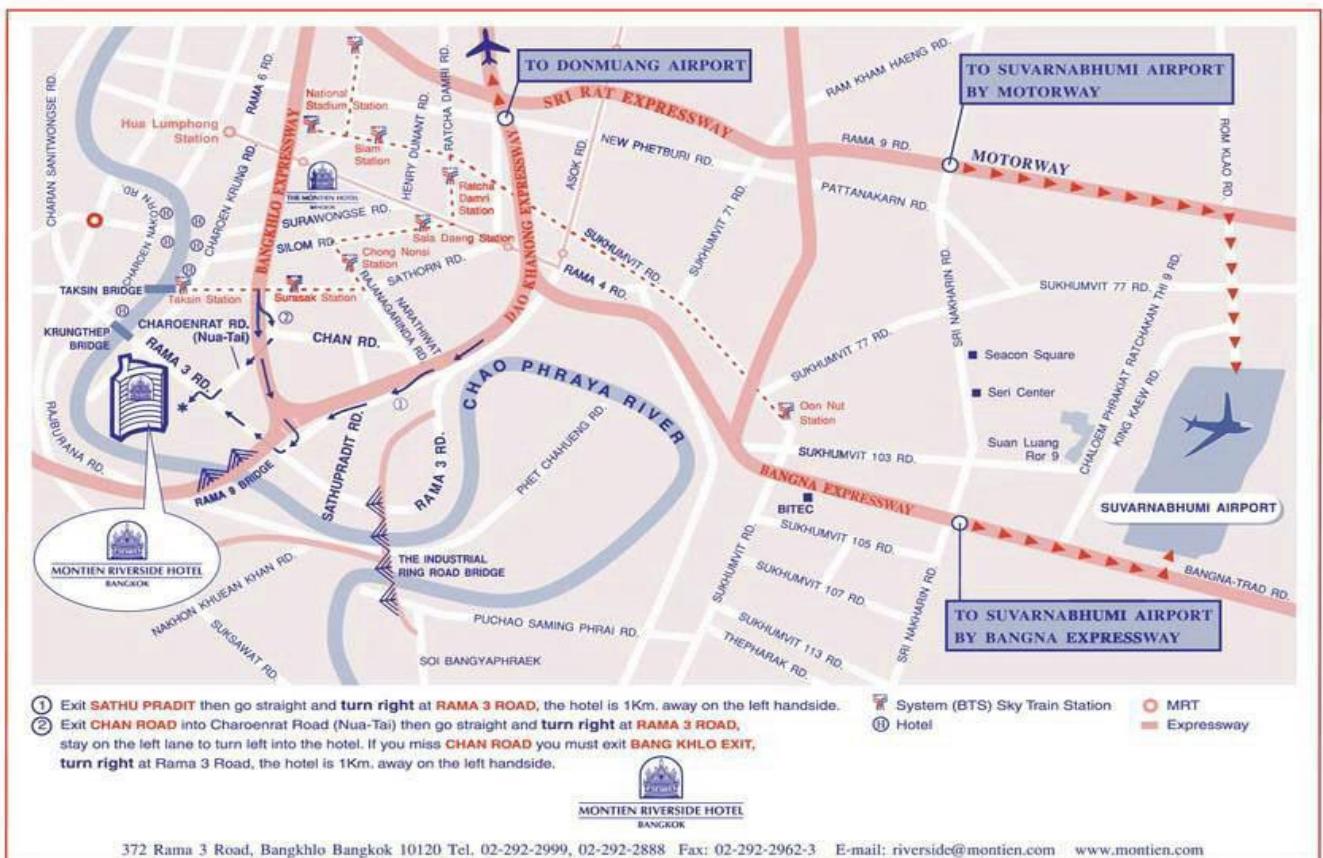 TO DONMUANG AIRPORT
TO SUVARNABHUMI AIRPORT
BY MOTORWAY
CHARAN SANITWONGSE RD.
RAMA 6 RD.
National
Stadium Station
Hua Lumphong
Station
Siam
Station
HENRY DUNANT RD.
RATCHA DAMRI RD.
SRI RAT EXPRESSWAY
RAM KHAM HAENG RD.
NEW PHETBURI RD.
ASOK RD.
RAMA 9 RD.
MOTORWAY
ROM KLAO RD.
PATTANAKARN RD.
CHAROEN NAKORN RD.
CHAROEN KRUNG RD.
BANGKHLO EXPRESSWAY
THE MONTIEN HOTEL
BANGKOK
Ratcha
Damri
Station
SURAWONGSE RD.
SILOM RD.
Sala Daeng Station
Chong Nonsi
Station
SATHORN RD.
DAO KHANONG EXPRESSWAY
SUKHUMVIT RD.
SUKHUMVIT 71 RD.
RAMA 4 RD.
SRI NAKHARIN RD.
SUKHUMVIT 77 RD.
TAKSIN BRIDGE
Taksin Station
Surasak Station
RAJANAGARINDA RD.
NARATHIWAT
KRUNGTHEP
BRIDGE
CHAROENRAT RD.
(Nua-Tai)
2
CHAN RD.
RAMA 3 RD.
SUKHUMVIT 77 RD.
Seacon Square
Seri Center
CHALOEM PHRAKIAT RATCHAKAN THI 9 RD.
KING KAEW RD.
CHAO PHRAYA RIVER
1
Oon Nut
Station
Suan Luang
Ror 9
RAJBURANA RD.
RAMA 9 BRIDGE
SATHUPRADIT RD.
RAMA 3 RD.
PHET CHAHUENG RD.
SUKHUMVIT 103 RD.
BANGNA EXPRESSWAY
BITEC
SUVARNABHUMI AIRPORT
MONTIEN RIVERSIDE HOTEL
BANGKOK
THE INDUSTRIAL
RING ROAD BRIDGE
SUKHUMVIT RD.
SUKHUMVIT 105 RD.
SUKHUMVIT 107 RD.
SUKHUMVIT 113 RD.
THEPHARAK RD.
SRI NAKHARIN RD.
BANGNA-TRAD RD.
TO SUVARNABHUMI AIRPORT
BY BANGNA EXPRESSWAY
NAKHON KHUEAN KHAN RD.
SUKSAWAT RD.
PUCHAO SAMING PHRAI RD.
SOI BANGYAPHRAEK
1 Exit SATHU PRADIT then go straight and turn right at RAMA 3 ROAD, the hotel is 1Km. away on the left handside.
2 Exit CHAN ROAD into Charoenrat Road (Nua-Tai) then go straight and turn right at RAMA 3 ROAD,
stay on the left lane to turn left into the hotel. If you miss CHAN ROAD you must exit BANG KHLO EXIT,
turn right at Rama 3 Road, the hotel is 1Km. away on the left handside.
System (BTS) Sky Train Station
H Hotel
MRT
Expressway
MONTIEN RIVERSIDE HOTEL
BANGKOK
372 Rama 3 Road, Bangkhlo Bangkok 10120 Tel. 02-292-2999, 02-292-2888 Fax: 02-292-2962-3 E-mail: riverside@montien.com www.montien.com